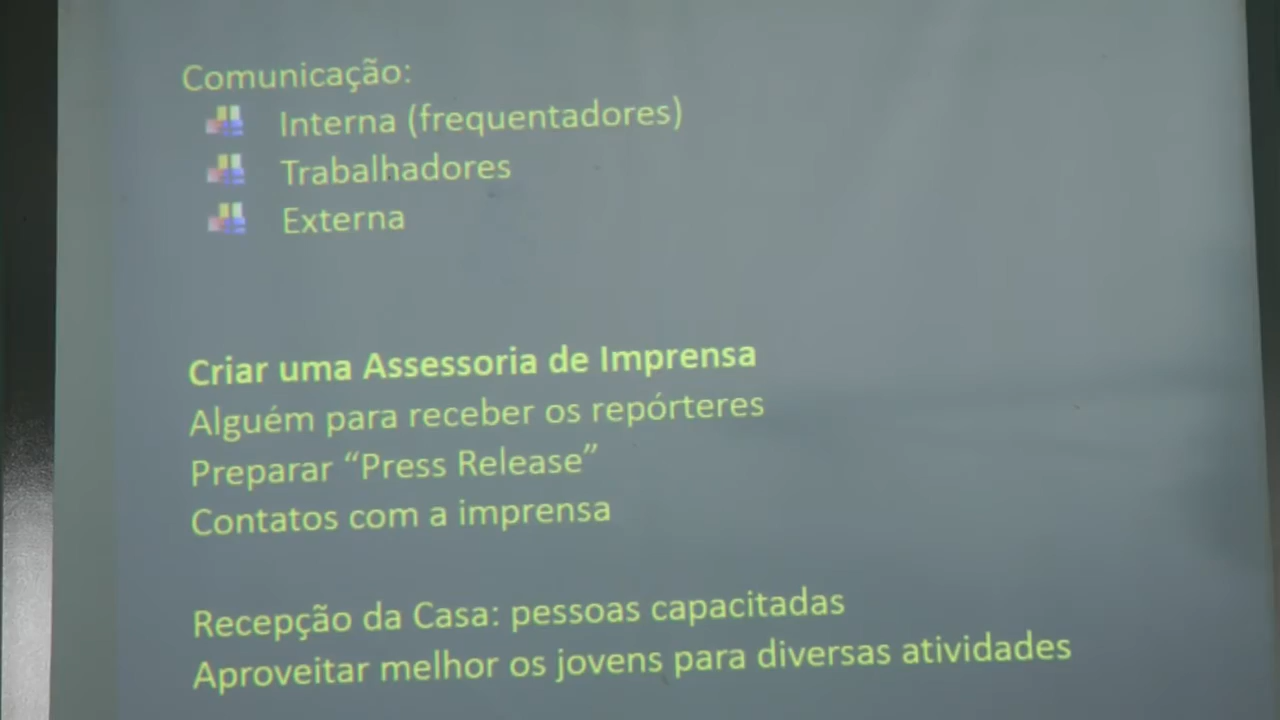 Comunicação:
Interna (frequentadores)
Trabalhadores
Externa
Criar uma Assessoria de Imprensa
Alguém para receber os repórteres
Preparar “Press Release”
Contatos com a imprensa
Recepção da Casa: pessoas capacitadas
Aproveitar melhor os jovens para diversas atividades